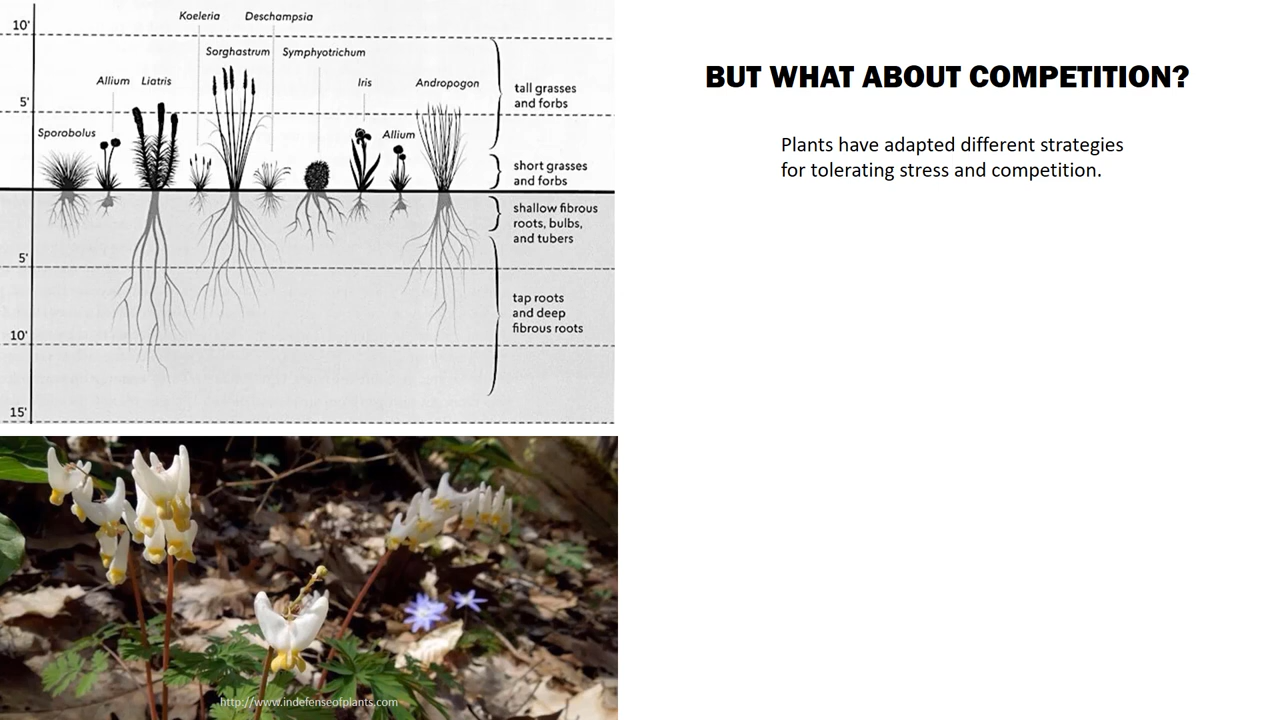 Koeleria Deschampsia
10'
Sorghastrum Symphyotrichum
Allium Liatris Iris Andropogon
tall grasses
and forbs
5'
Sporobolus Allium
short grasses
and forbs
shallow fibrous
roots, bulbs,
and tubers
5'
tap roots
and deep
fibrous roots
10'
15'
http://www.indefenseofplants.com
BUT WHAT ABOUT COMPETITION?
Plants have adapted different strategies
for tolerating stress and competition.